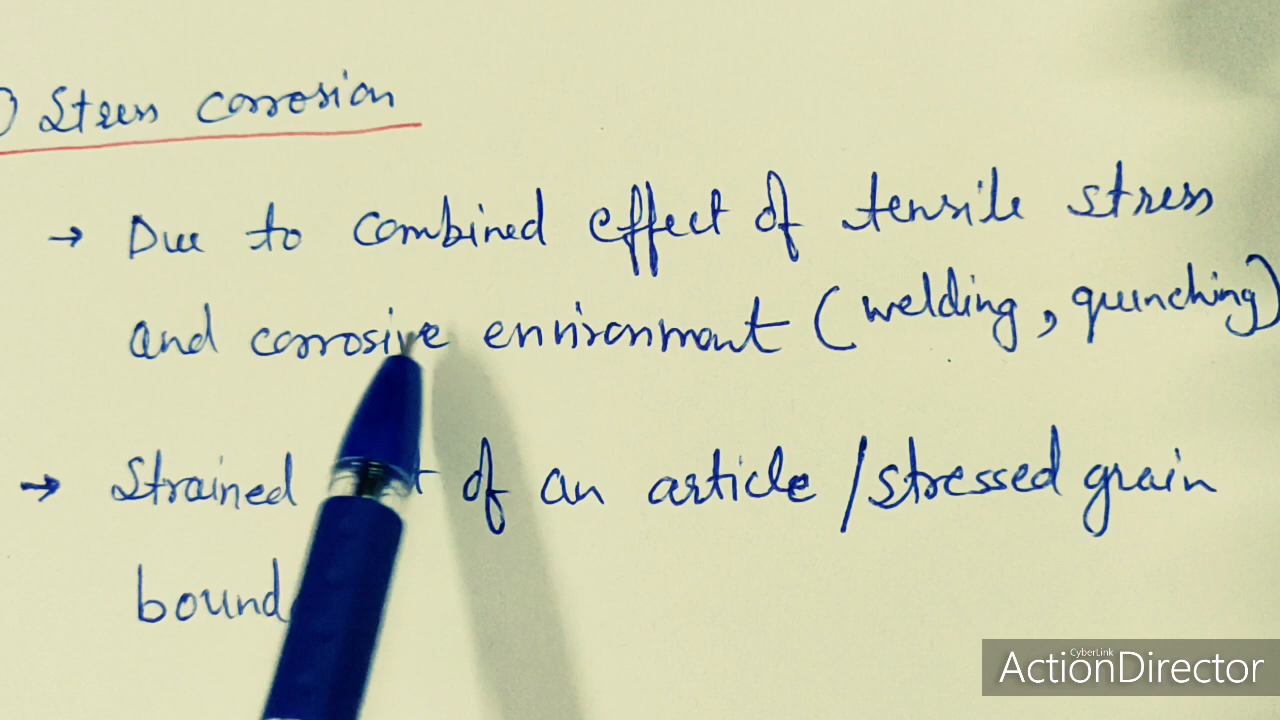 ) Stress corrosion
→ Due to combined effect of tensile stress
and corrosive environment (welding, quenching)
→ Strained of an article /stressed grain
bound
CyberLink
ActionDirector